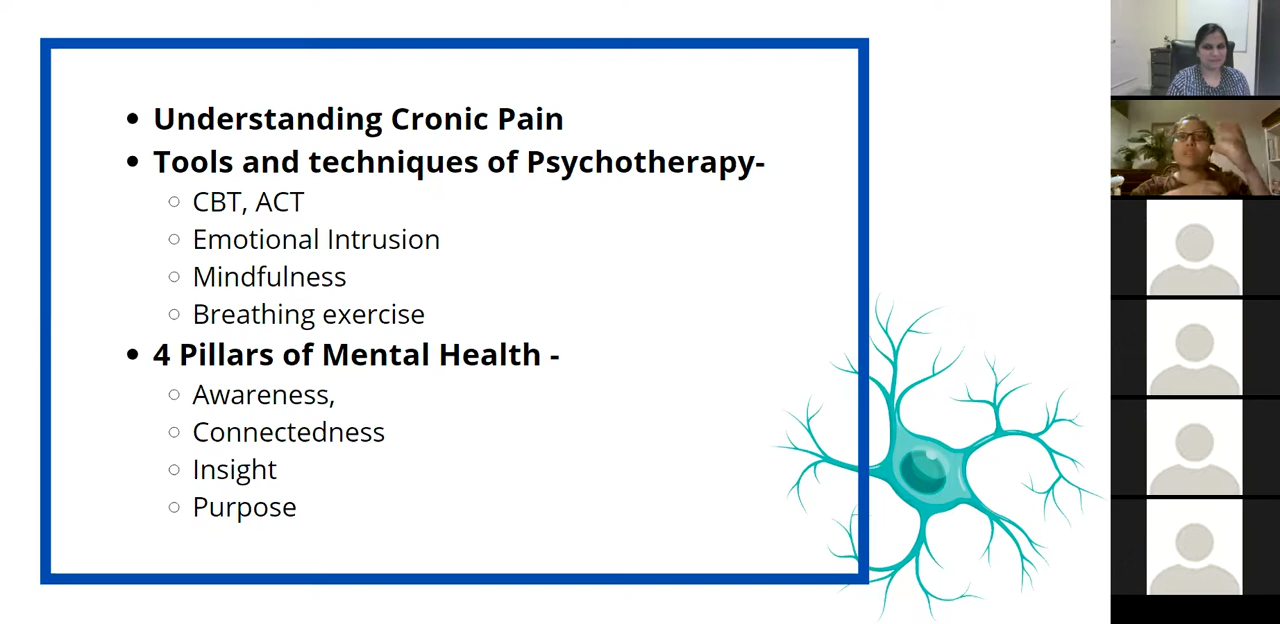 Understanding Cronic Pain
Tools and techniques of Psychotherapy-
CBT, ACT
Emotional Intrusion
Mindfulness
Breathing exercise
4 Pillars of Mental Health -
Awareness,
Connectedness
Insight
Purpose